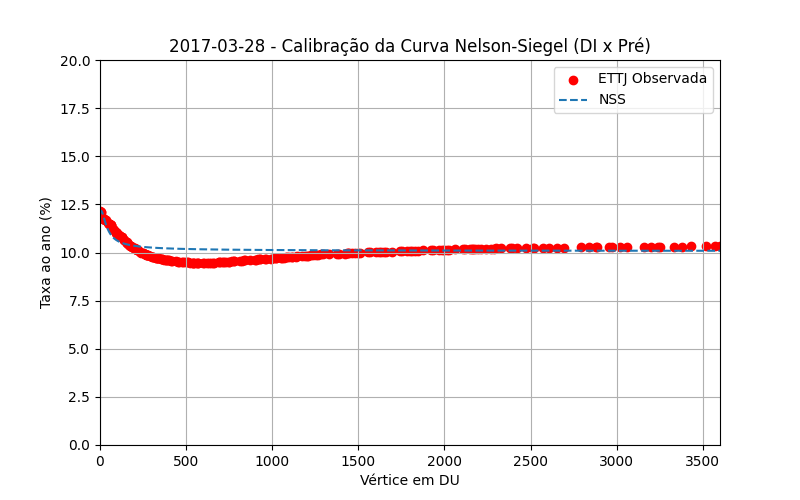 2017-03-28 - Calibração da Curva Nelson-Siegel (DI x Pré)
ETTJ Observada
NSS
Taxa ao ano (%)
20.0
17.5
15.0
12.5
10.0
7.5
5.0
2.5
0.0
0 500 1000 1500 2000 2500 3000 3500
Vértice em DU